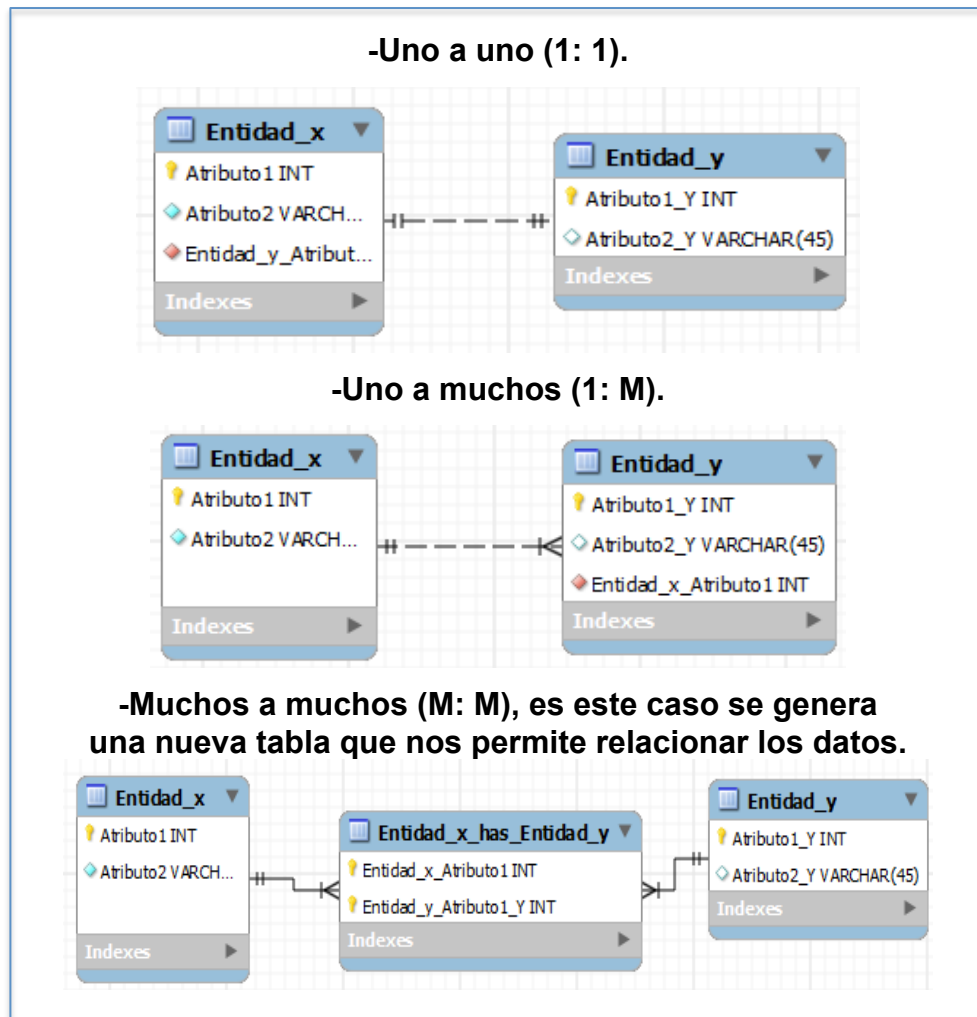 -Uno a uno (1: 1).
Entidad_x
Atributo1 INT
Atributo2 VARCH...
Entidad_y_Atribut...
Indexes
Entidad_y
Atributo1_Y INT
Atributo2_Y VARCHAR(45)
Indexes
-Uno a muchos (1: M).
Entidad_x
Atributo1 INT
Atributo2 VARCH...
Indexes
Entidad_y
Atributo1_Y INT
Atributo2_Y VARCHAR(45)
Entidad_x_Atributo1 INT
Indexes
-Muchos a muchos (M: M), es este caso se genera
una nueva tabla que nos permite relacionar los datos.
Entidad_x
Atributo1 INT
Atributo2 VARCH...
Indexes
Entidad_x_has_Entidad_y
Entidad_x_Atributo1 INT
Entidad_y_Atributo1_Y INT
Indexes
Entidad_y
Atributo1_Y INT
Atributo2_Y VARCHAR(45)
Indexes